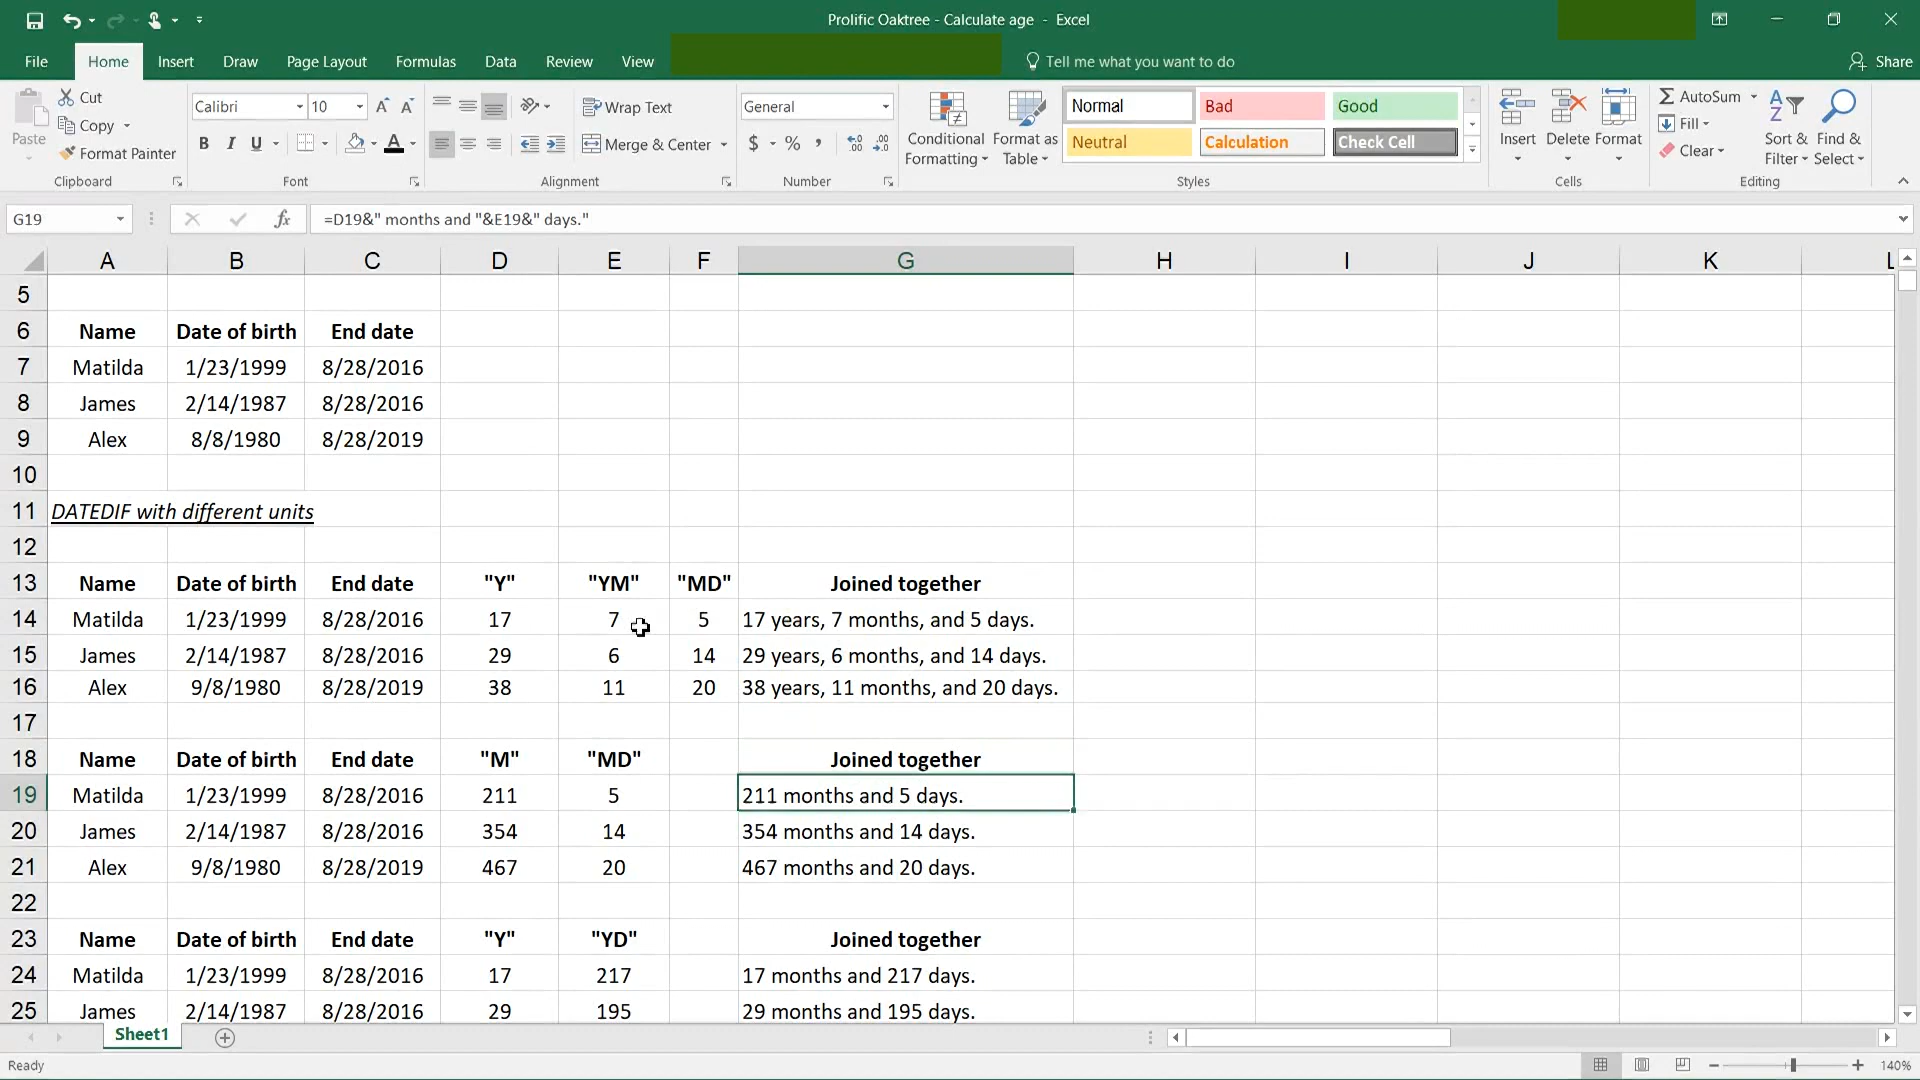 Prolific Oaktree - Calculate age - Excel
File Home Insert Draw Page Layout Formulas Data Review View Tell me what you want to do Share
Paste
Cut
Copy
Format Painter
Clipboard
Calibri 10
B I U A
Font
Wrap Text
Merge & Center
Alignment
General
$ % ,
Number
Conditional Formatting
Format as Table
Normal Bad Good
Neutral Calculation Check Cell
Styles
Insert Delete Format
Cells
AutoSum
Fill
Clear
Sort & Filter
Find & Select
Editing
G19 fx =D19&" months and "&E19&" days."
A B C D E F G H I J K L
5
6 Name Date of birth End date
7 Matilda 1/23/1999 8/28/2016
8 James 2/14/1987 8/28/2016
9 Alex 8/8/1980 8/28/2019
10
11 DATEDIF with different units
12
13 Name Date of birth End date "Y" "YM" "MD" Joined together
14 Matilda 1/23/1999 8/28/2016 17 7 5 17 years, 7 months, and 5 days.
15 James 2/14/1987 8/28/2016 29 6 14 29 years, 6 months, and 14 days.
16 Alex 9/8/1980 8/28/2019 38 11 20 38 years, 11 months, and 20 days.
17
18 Name Date of birth End date "M" "MD" Joined together
19 Matilda 1/23/1999 8/28/2016 211 5 211 months and 5 days.
20 James 2/14/1987 8/28/2016 354 14 354 months and 14 days.
21 Alex 9/8/1980 8/28/2019 467 20 467 months and 20 days.
22
23 Name Date of birth End date "Y" "YD" Joined together
24 Matilda 1/23/1999 8/28/2016 17 217 17 months and 217 days.
25 James 2/14/1987 8/28/2016 29 195 29 months and 195 days.
Sheet1
Ready 140%